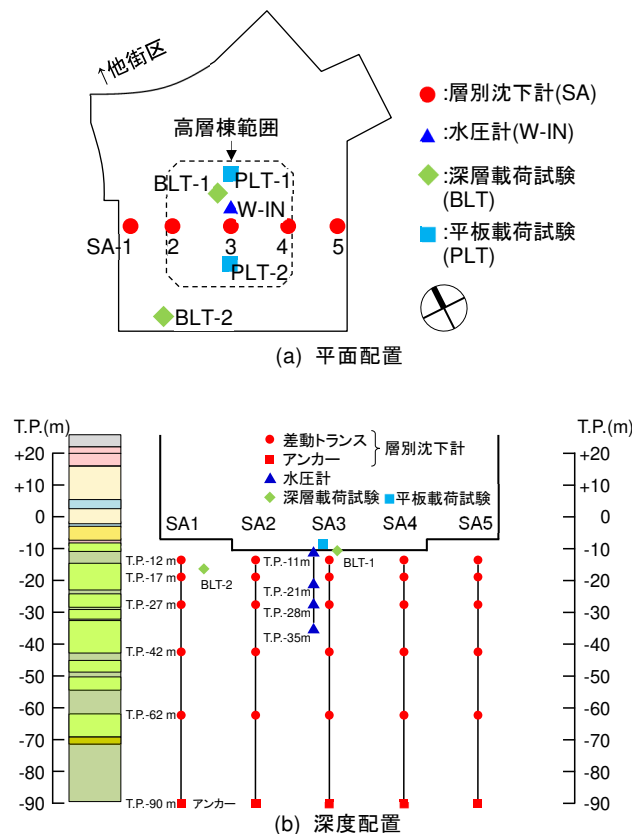 ↑他街区
高層棟範囲
BLT-1
PLT-1
W-IN
SA-1
2
3
4
5
PLT-2
BLT-2
:層別沈下計(SA)
:水圧計(W-IN)
:深層載荷試験
(BLT)
:平板載荷試験
(PLT)
(a) 平面配置
T.P.(m)
+20
+10
0
-10
-20
-30
-40
-50
-60
-70
-80
-90
差動トランス
アンカー
層別沈下計
水圧計
深層載荷試験
平板載荷試験
SA1
SA2
SA3
SA4
SA5
T.P.-12 m
T.P.-17 m
T.P.-27 m
T.P.-42 m
T.P.-62 m
T.P.-90 m
アンカー
BLT-2
BLT-1
T.P.-11m
T.P.-21m
T.P.-28m
T.P.-35m
T.P.(m)
+20
+10
0
-10
-20
-30
-40
-50
-60
-70
-80
-90
(b) 深度配置